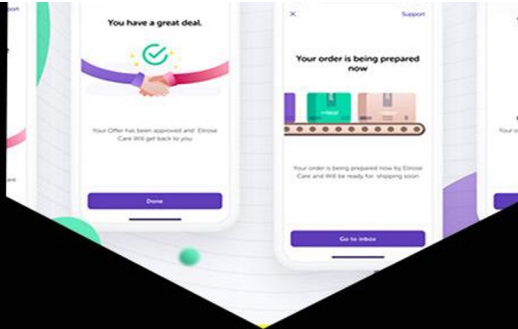 You have a great deal.
Your Offer has been approved and Elrose
Care Will get back to you
Done
Support
Your order is being prepared
now
Your order is being prepared now by Elrose
Care and Will be ready for shipping soon
Go to inbox